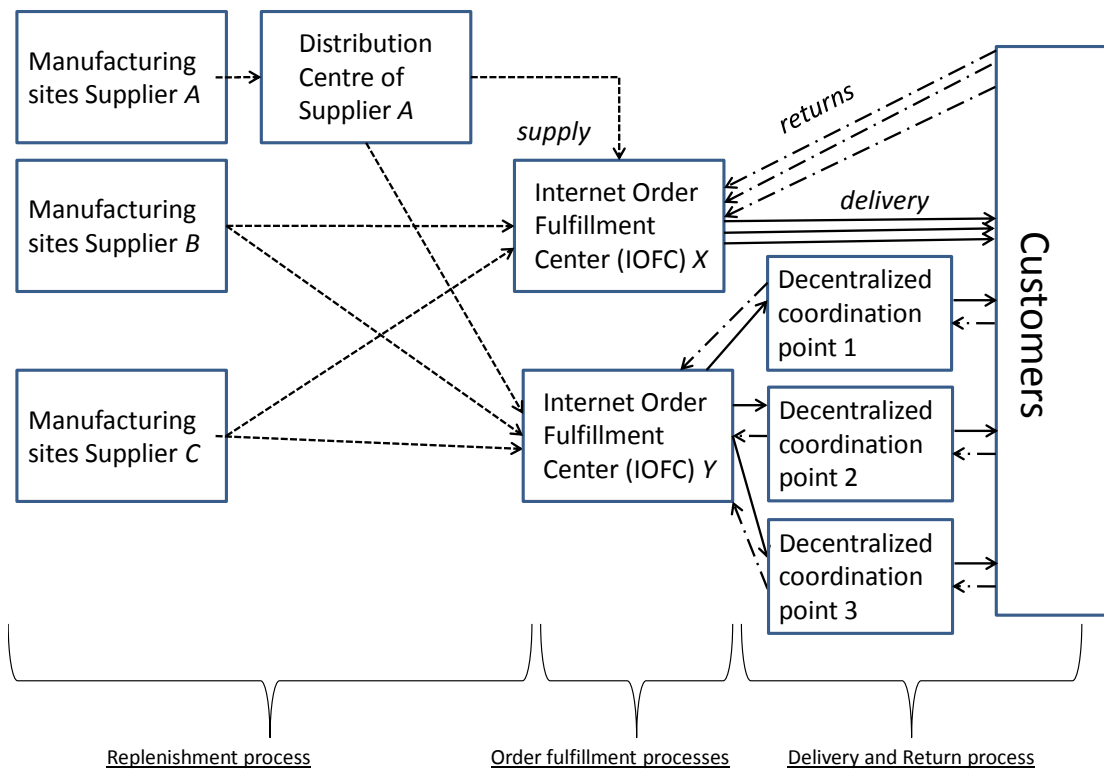 Manufacturing
sites Supplier A
Distribution
Centre of
Supplier A
supply
returns
delivery
Manufacturing
sites Supplier B
Internet Order
Fulfillment
Center (IOFC) X
Customers
Decentralized
coordination
point 1
Manufacturing
sites Supplier C
Internet Order
Fulfillment
Center (IOFC) Y
Decentralized
coordination
point 2
Decentralized
coordination
point 3
Replenishment process
Order fulfillment processes
Delivery and Return process